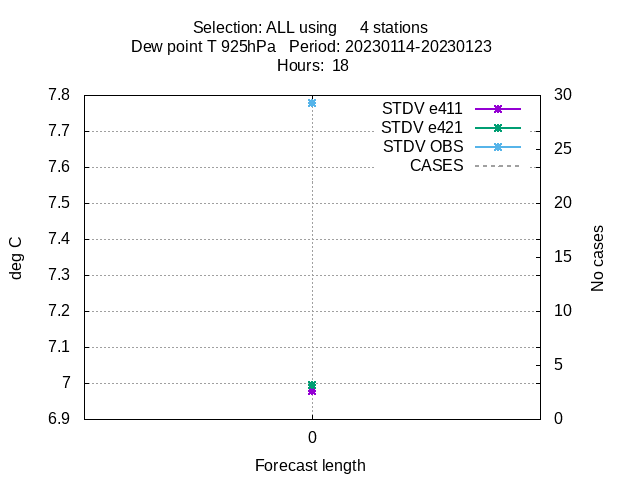 Selection: ALL using     4 stations
Dew point T 925hPa   Period: 20230114-20230123
Hours:  18
7.8
7.7
7.6
7.5
7.4
7.3
7.2
7.1
7
6.9
30
25
20
15
10
5
0
deg C
No cases
STDV e411
STDV e421
STDV OBS
CASES
0
Forecast length